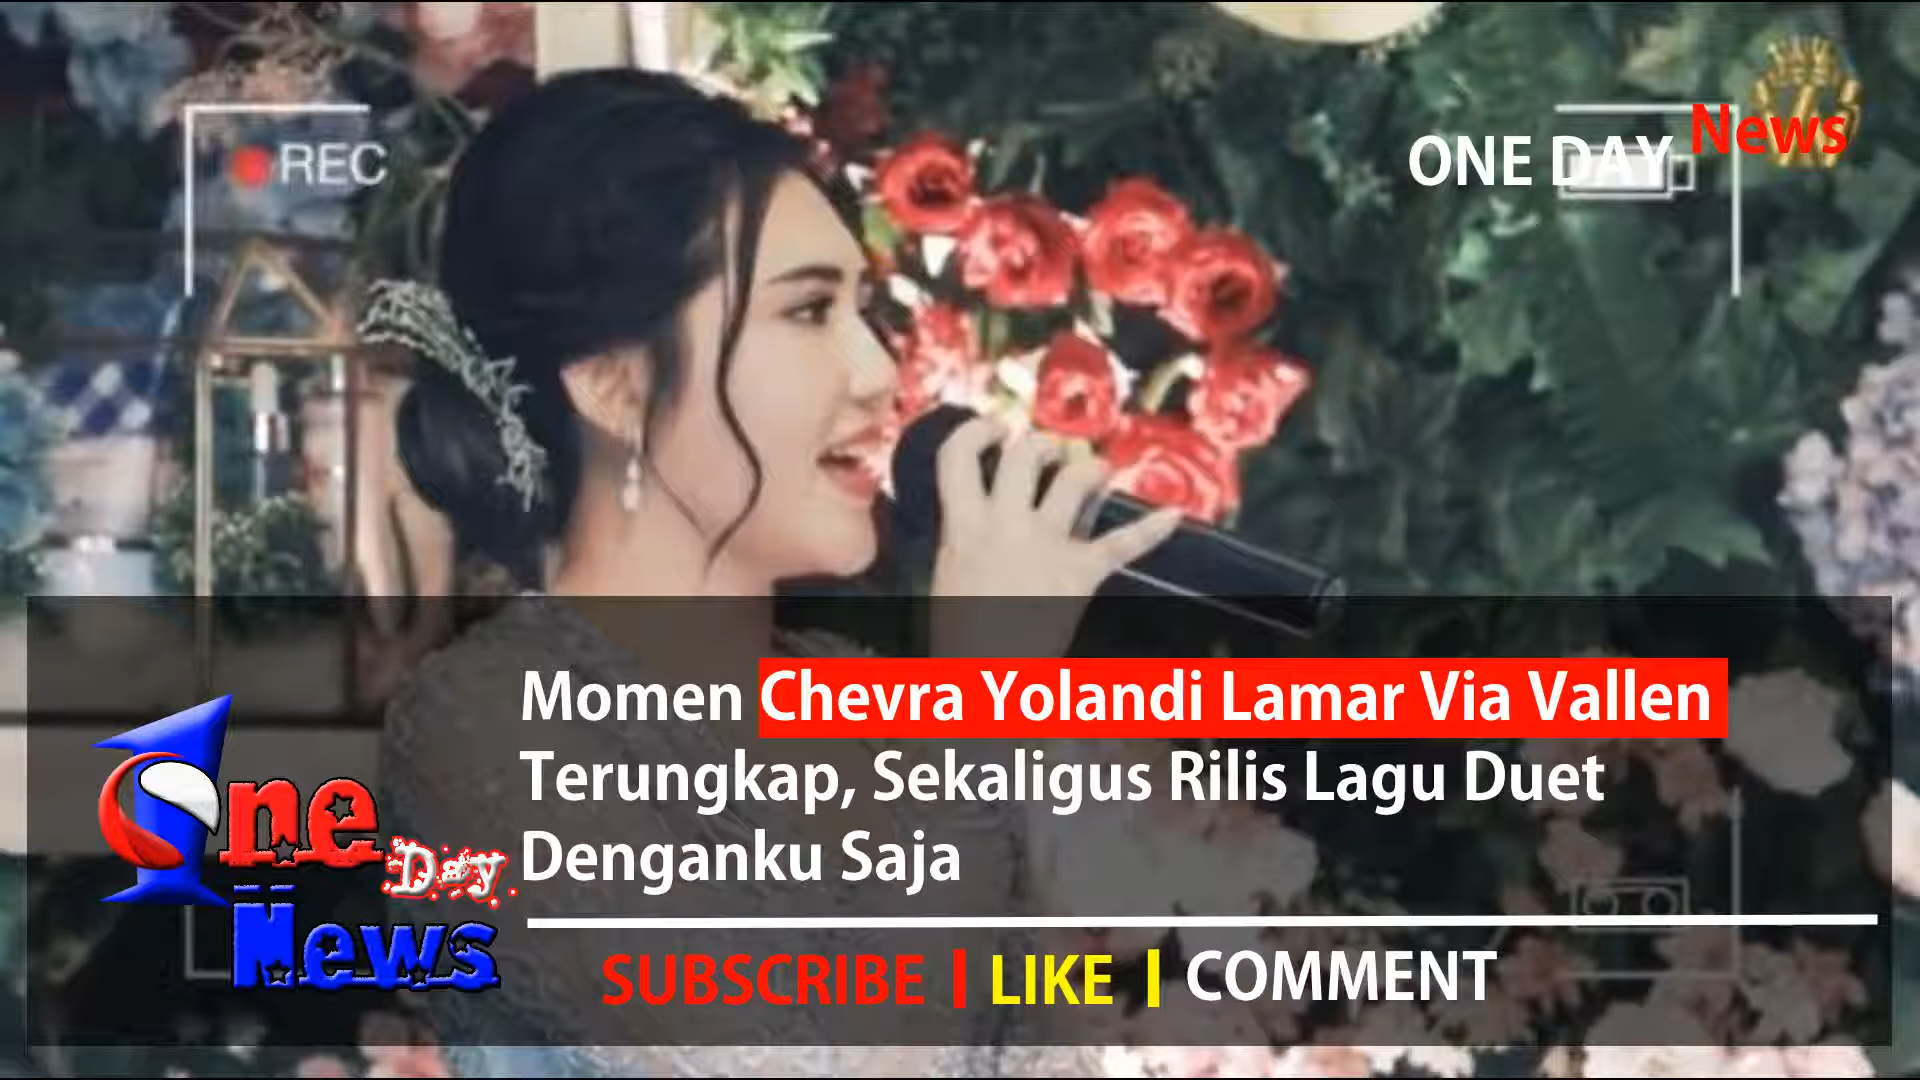 REC
ONE DAY News
Momen Chevra Yolandi Lamar Via Vallen
Terungkap, Sekaligus Rilis Lagu Duet
Denganku Saja
One
Day
News
SUBSCRIBE | LIKE | COMMENT